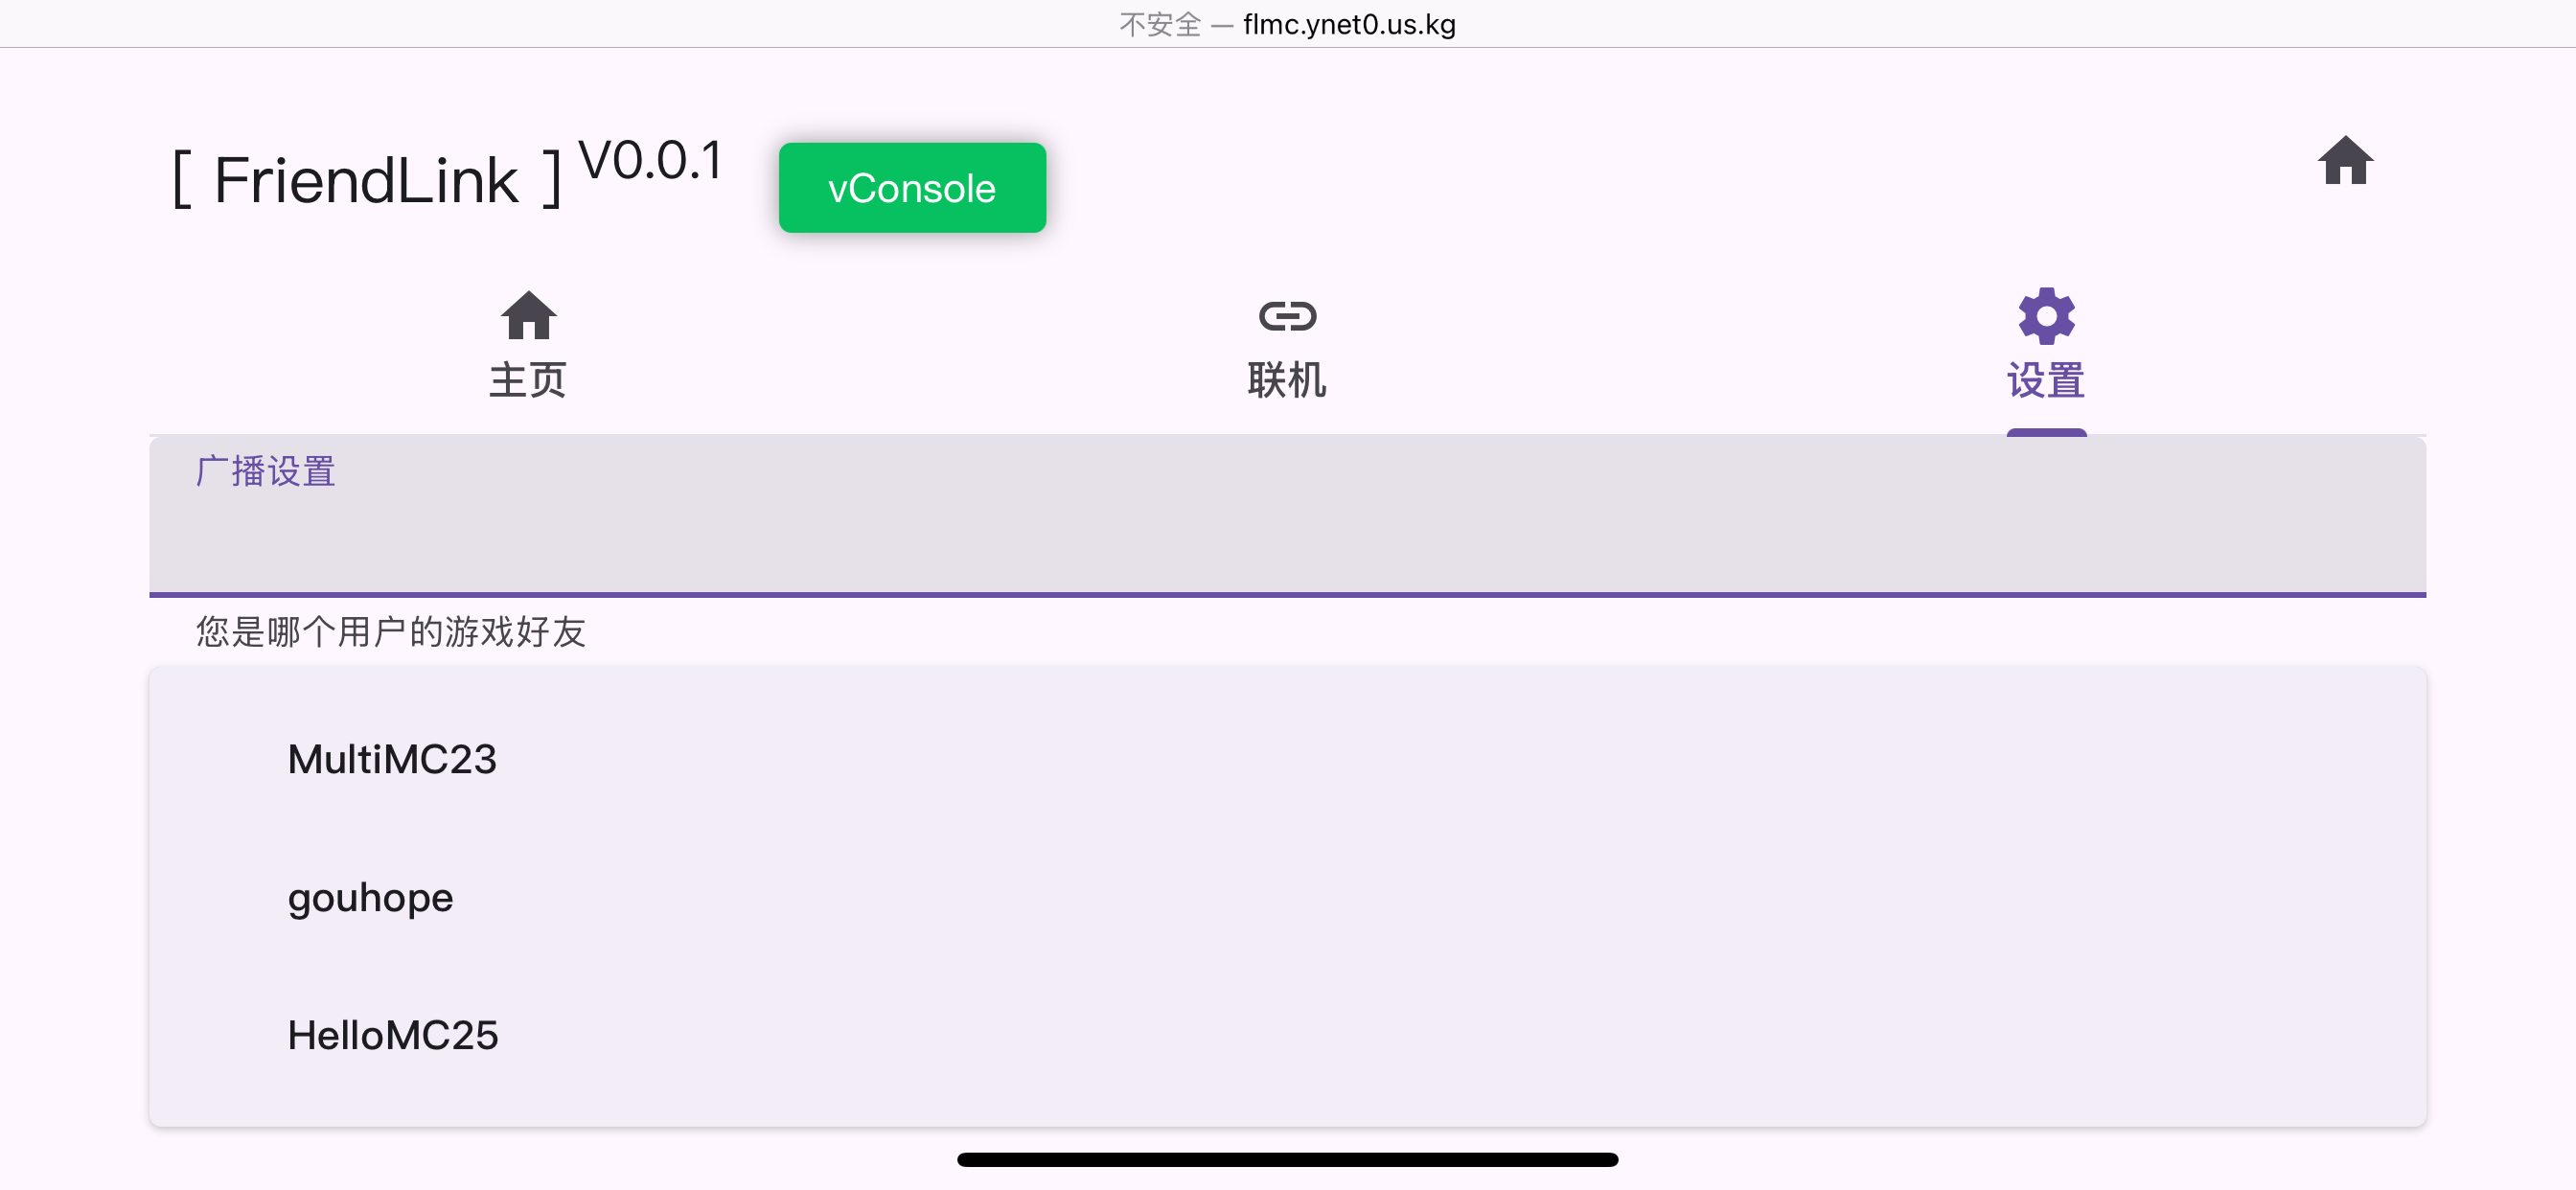 不安全 — flmc.ynet0.us.kg
[ FriendLink ] V0.0.1
vConsole
主页
联机
设置
广播设置
您是哪个用户的游戏好友
MultiMC23
gouhope
HelloMC25